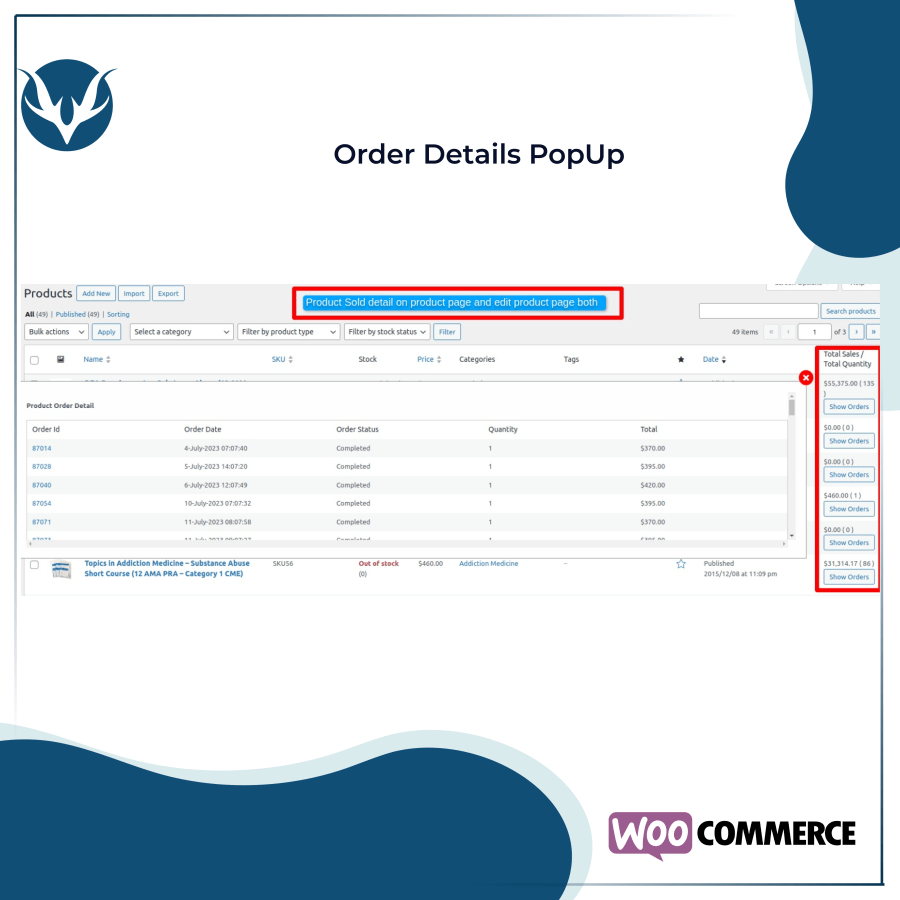 Order Details PopUp
Products Add New Import Export
Product Sold detail on product page and edit product page both
All (49) | Published (49) | Sorting
Search products
Bulk actions Apply Select a category Filter by product type Filter by stock status Filter
49 items « ‹ 1 of 3 › »
Name SKU Stock Price Categories Tags Date
Total Sales /
Total Quantity
$55,375.00 ( 135
)
Show Orders
$0.00 ( 0 )
Show Orders
$0.00 ( 0 )
Show Orders
$460.00 ( 1 )
Show Orders
$0.00 ( 0 )
Show Orders
$31,314.17 ( 86 )
Show Orders
Product Order Detail
Order Id Order Date Order Status Quantity Total
87014 4-July-2023 07:07:40 Completed 1 $370.00
87028 5-July-2023 14:07:20 Completed 1 $395.00
87040 6-July-2023 12:07:49 Completed 1 $420.00
87054 10-July-2023 07:07:32 Completed 1 $395.00
87071 11-July-2023 08:07:58 Completed 1 $370.00
Topics in Addiction Medicine – Substance Abuse SKU56 Out of stock $460.00 Addiction Medicine – Published
Short Course (12 AMA PRA – Category 1 CME) (0) 2015/12/08 at 11:09 pm
WOO COMMERCE